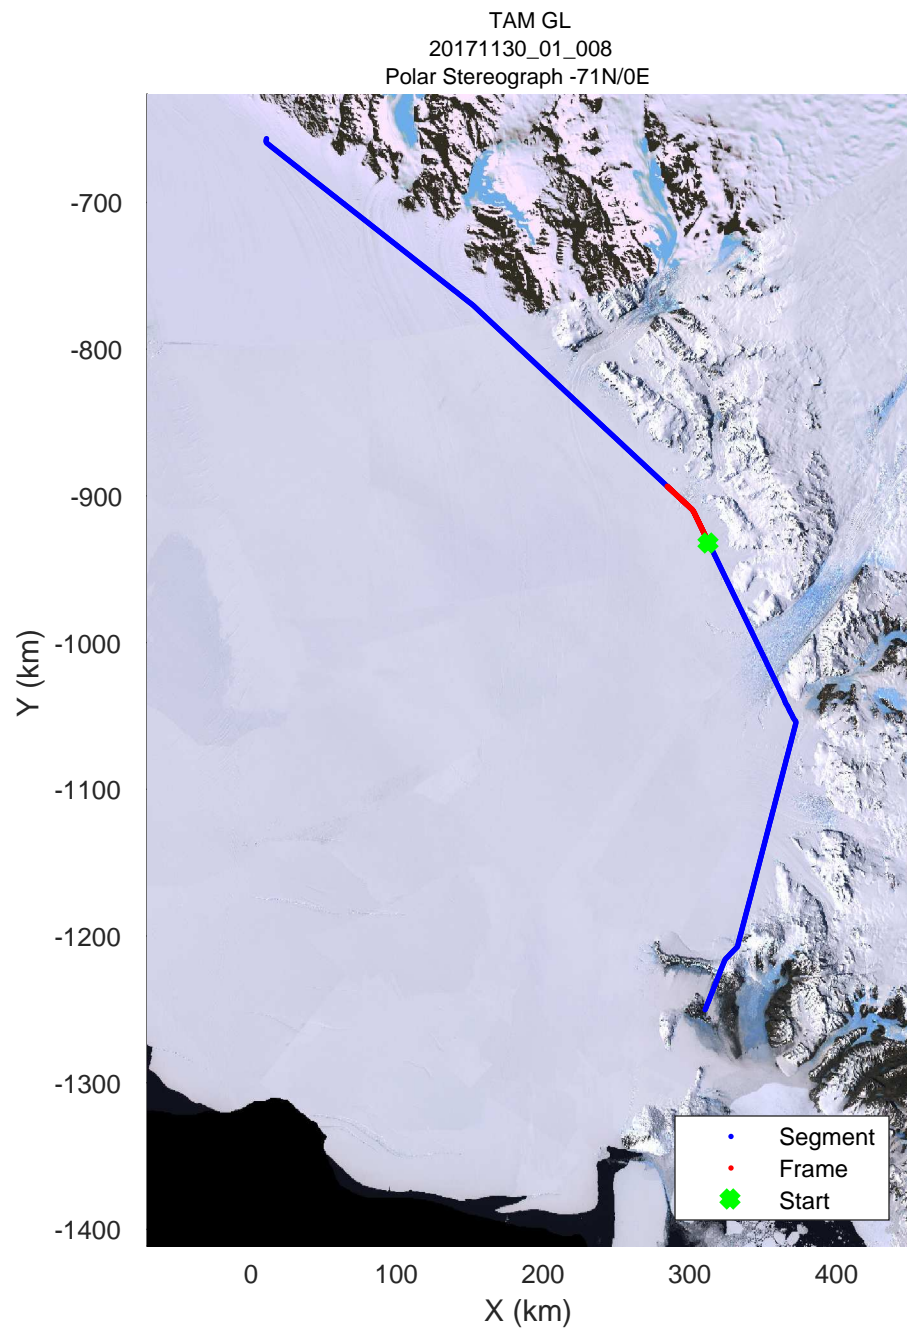 TAM GL
20171130_01_008
Polar Stereograph -71N/0E
-700
-800
-900
-1000
-1100
-1200
-1300
-1400
Y (km)
0 100 200 300 400
X (km)
Segment
Frame
Start